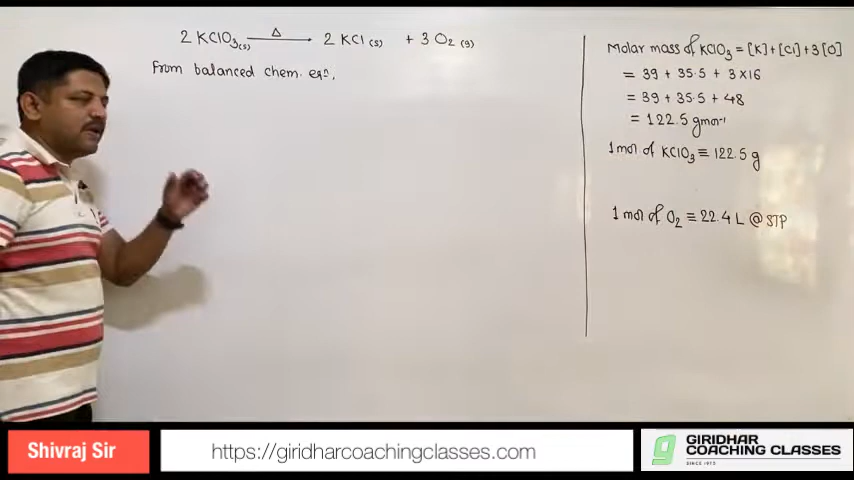 2 KClO₃(s) —Δ→ 2 KCl(s) + 3 O₂(g)
From balanced chem. eqⁿ,
Molar mass of KClO₃ = [K]+[Cl]+3[O]
= 39 + 35.5 + 3×16
= 39 + 35.5 + 48
= 122.5 gmol⁻¹
1 mol of KClO₃ ≡ 122.5 g
1 mol of O₂ ≡ 22.4 L @ STP
Shivraj Sir
https://giridharcoachingclasses.com
GIRIDHAR
COACHING CLASSES
SINCE 1973